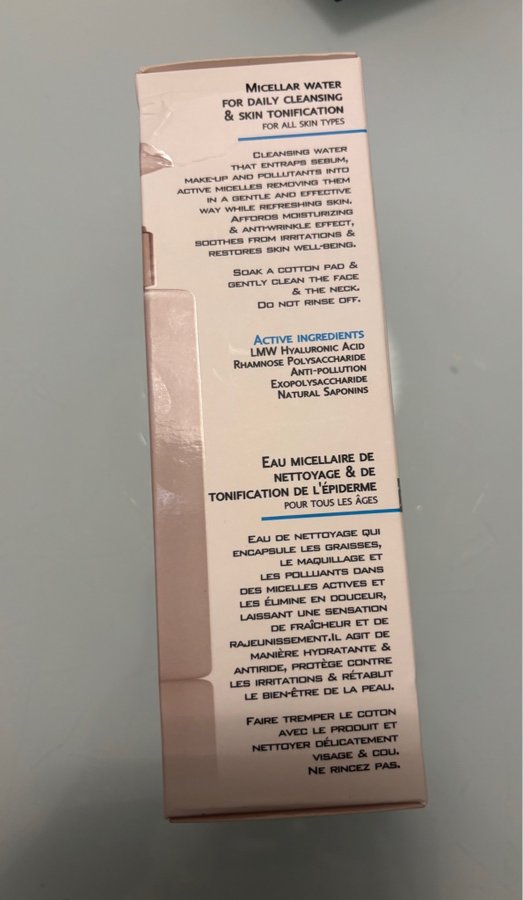 MICELLAR WATER
FOR DAILY CLEANSING
& SKIN TONIFICATION
FOR ALL SKIN TYPES
CLEANSING WATER
THAT ENTRAPS SEBUM,
MAKE-UP AND POLLUTANTS INTO
ACTIVE MICELLES REMOVING THEM
IN A GENTLE AND EFFECTIVE
WAY WHILE REFRESHING SKIN.
AFFORDS MOISTURIZING
& ANTI-WRINKLE EFFECT,
SOOTHES FROM IRRITATIONS &
RESTORES SKIN WELL-BEING.
SOAK A COTTON PAD &
GENTLY CLEAN THE FACE
& THE NECK.
DO NOT RINSE OFF.
ACTIVE INGREDIENTS
LMW HYALURONIC ACID
RHAMNOSE POLYSACCHARIDE
ANTI-POLLUTION
EXOPOLYSACCHARIDE
NATURAL SAPONINS
EAU MICELLAIRE DE
NETTOYAGE & DE
TONIFICATION DE L'ÉPIDERME
POUR TOUS LES ÂGES
EAU DE NETTOYAGE QUI
ENCAPSULE LES GRAISSES,
LE MAQUILLAGE ET
LES POLLUANTS DANS
DES MICELLES ACTIVES ET
LES ÉLIMINE EN DOUCEUR,
LAISSANT UNE SENSATION
DE FRAÎCHEUR ET DE
RAJEUNISSEMENT.IL AGIT DE
MANIÈRE HYDRATANTE &
ANTIRIDE, PROTÈGE CONTRE
LES IRRITATIONS & RÉTABLIT
LE BIEN-ÊTRE DE LA PEAU.
FAIRE TREMPER LE COTON
AVEC LE PRODUIT ET
NETTOYER DÉLICATEMENT
VISAGE & COU.
NE RINCEZ PAS.